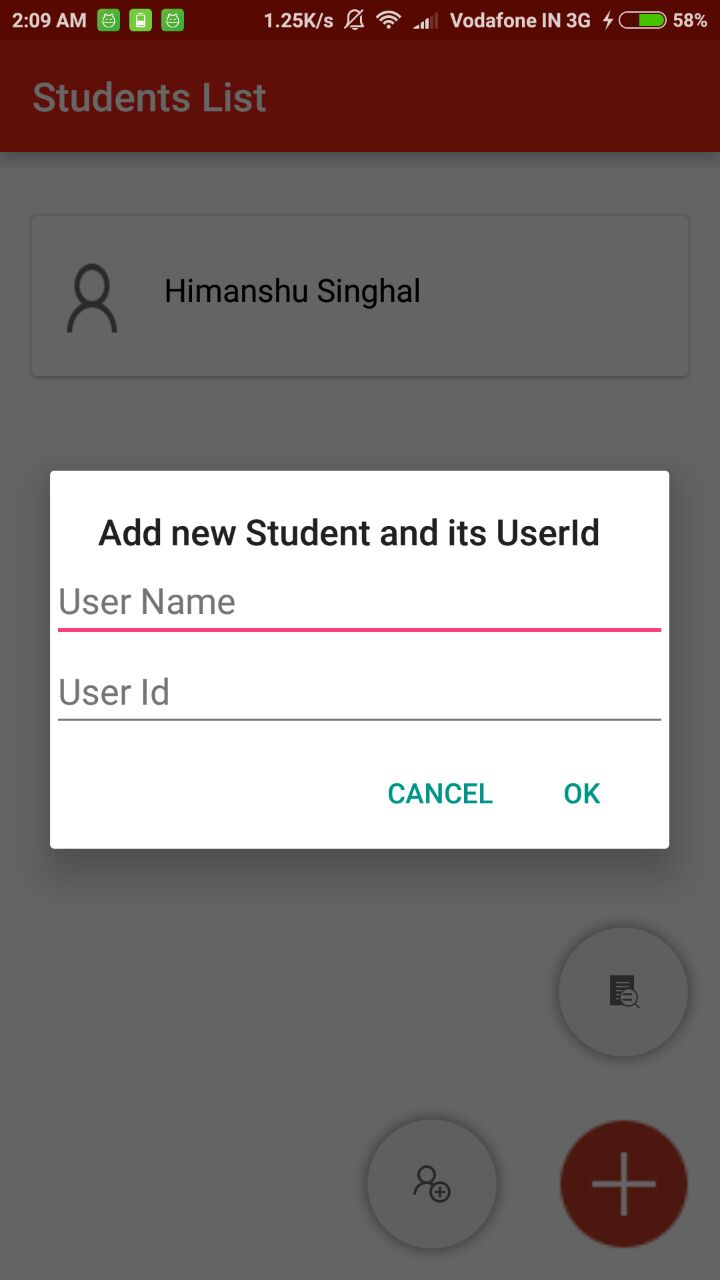 2:09 AM 1.25K/s Vodafone IN 3G 58%
Students List
Himanshu Singhal
Add new Student and its UserId
User Name
User Id
CANCEL OK